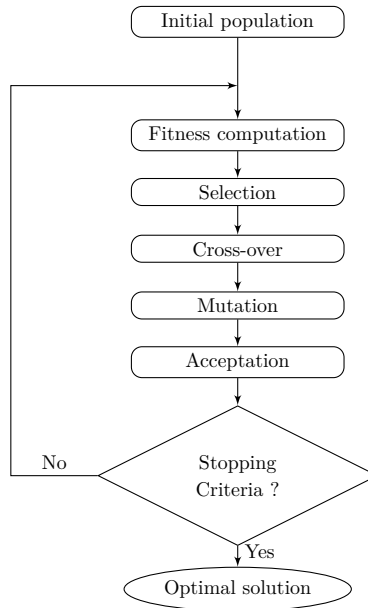 Initial population
Fitness computation
Selection
Cross-over
Mutation
Acceptation
Stopping
Criteria ?
No
Yes
Optimal solution